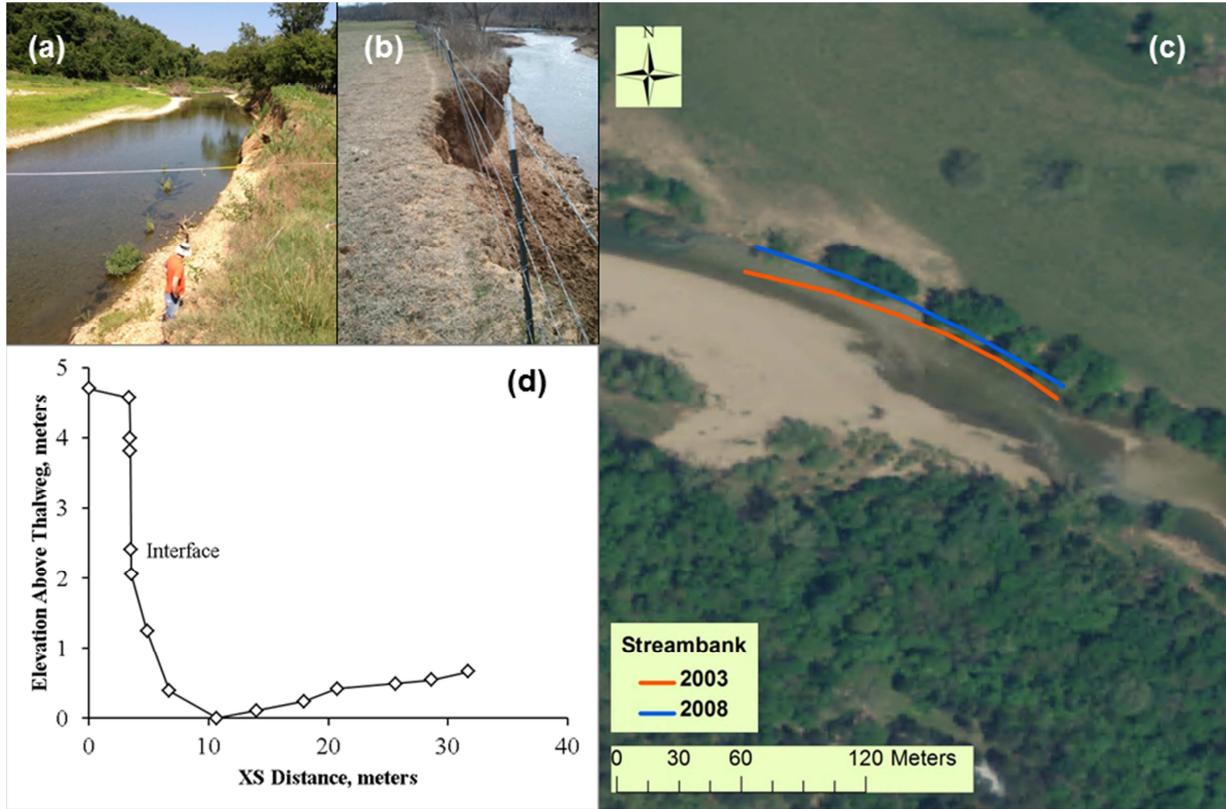 (a)
(b)
(c)
N
(d)
5
4
3
2
1
0
Elevation Above Thalweg, meters
Interface
0
10
20
30
40
XS Distance, meters
Streambank
2003
2008
0
30
60
120 Meters